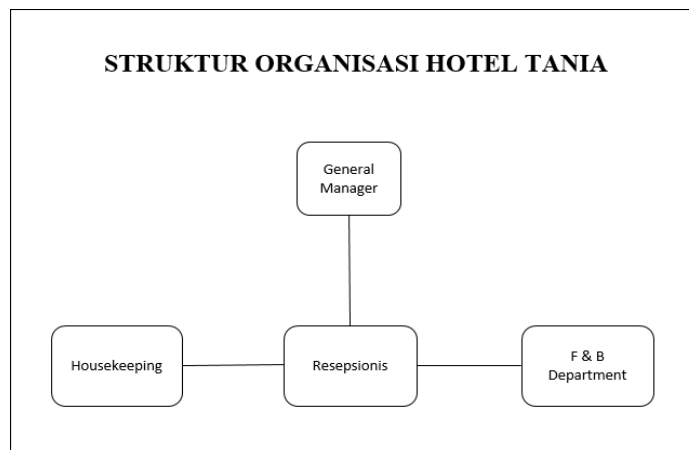 STRUKTUR ORGANISASI HOTEL TANIA
General
Manager
Housekeeping
Resepsionis
F & B
Department